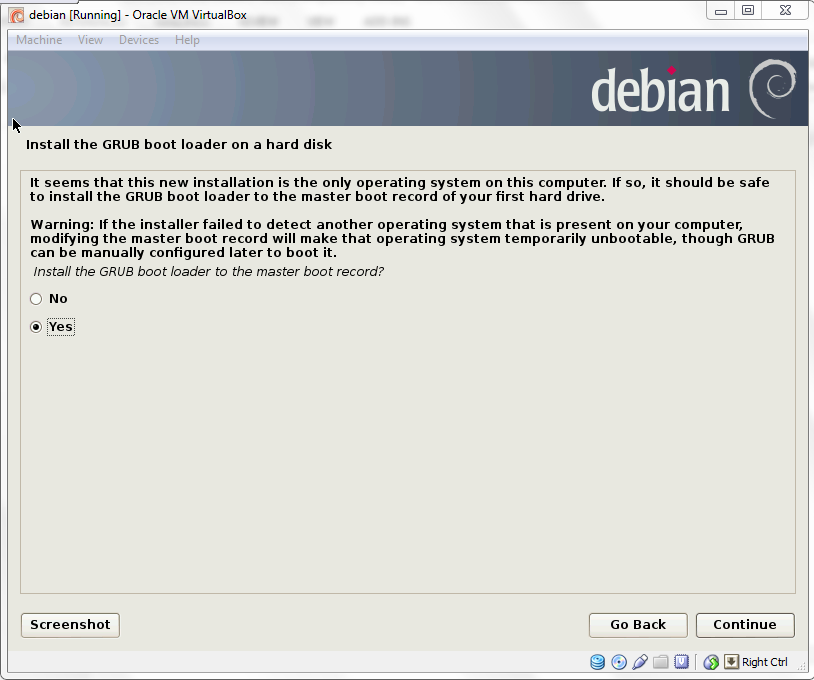 debian [Running] - Oracle VM VirtualBox
Machine View Devices Help
debian
Install the GRUB boot loader on a hard disk
It seems that this new installation is the only operating system on this computer. If so, it should be safe
to install the GRUB boot loader to the master boot record of your first hard drive.
Warning: If the installer failed to detect another operating system that is present on your computer,
modifying the master boot record will make that operating system temporarily unbootable, though GRUB
can be manually configured later to boot it.
Install the GRUB boot loader to the master boot record?
No
Yes
Screenshot Go Back Continue
Right Ctrl